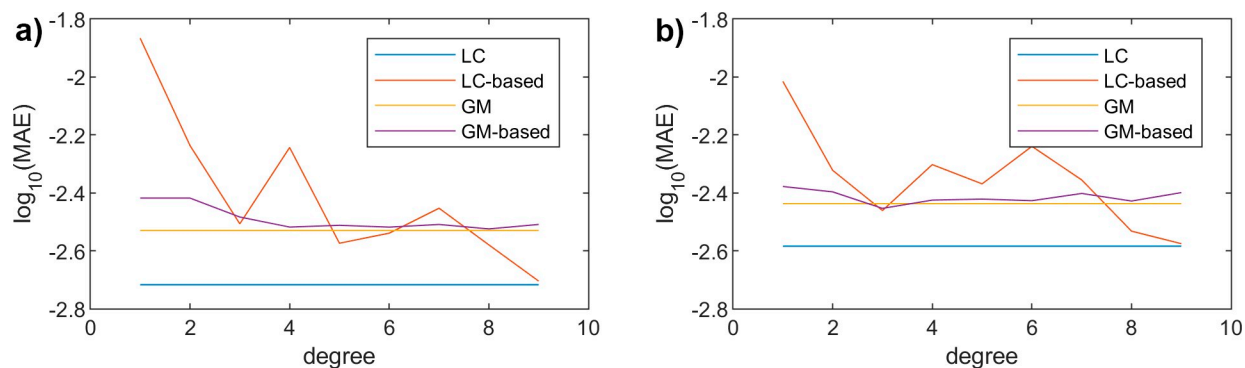 a)
-1.8
-2
-2.2
-2.4
-2.6
-2.8
log10(MAE)
0 2 4 6 8 10
degree
LC
LC-based
GM
GM-based
b)
-1.8
-2
-2.2
-2.4
-2.6
-2.8
log10(MAE)
0 2 4 6 8 10
degree
LC
LC-based
GM
GM-based